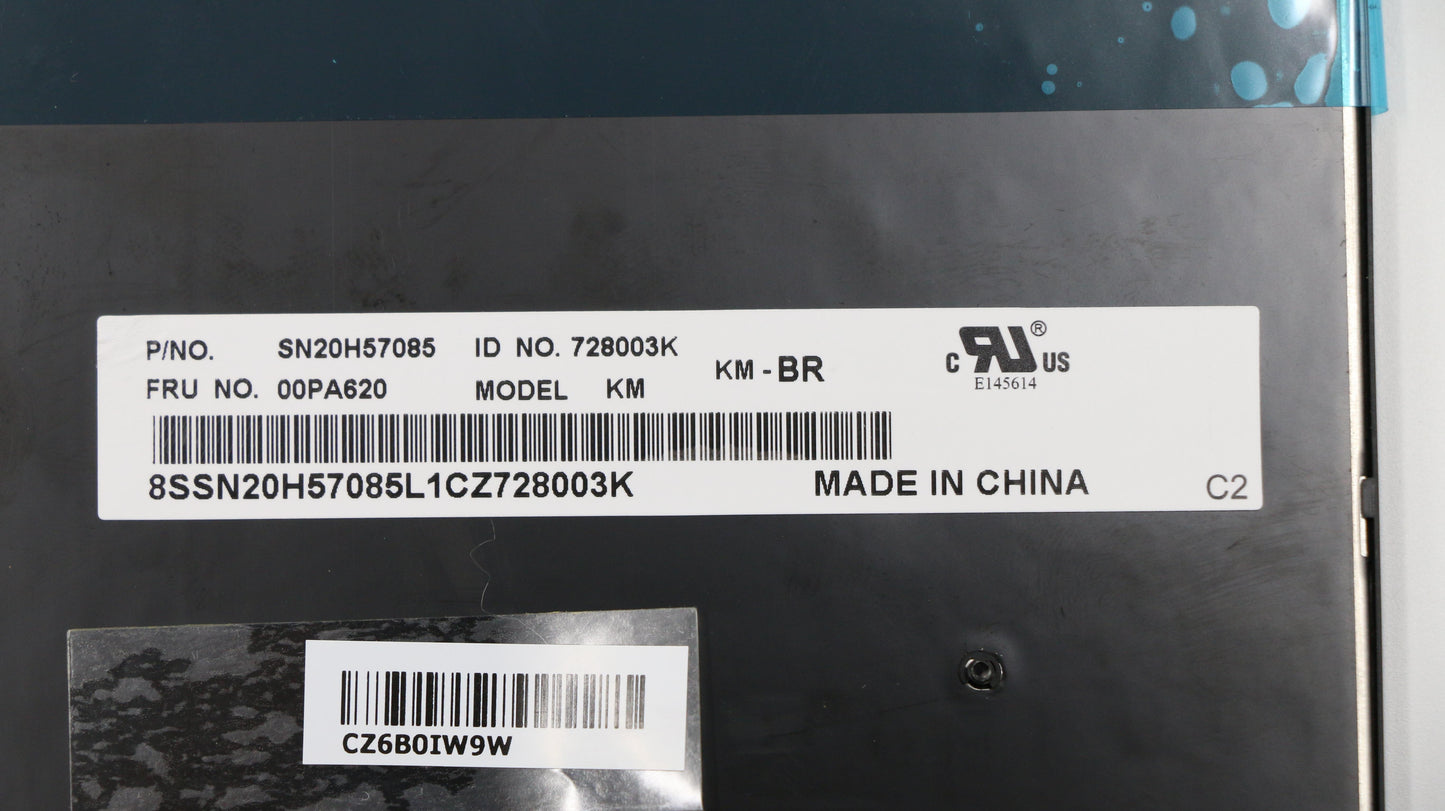 P/NO. SN20H57085 ID NO. 728003K
FRU NO. 00PA620 MODEL KM
KM - BR
c RU ® US
E145614
8SSN20H57085L1CZ728003K
MADE IN CHINA
C2
CZ6B0IW9W